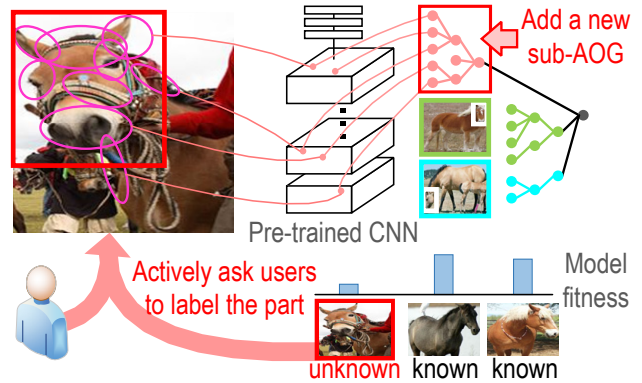 Add a new
sub-AOG
Pre-trained CNN
Actively ask users
to label the part
Model
fitness
unknown known known